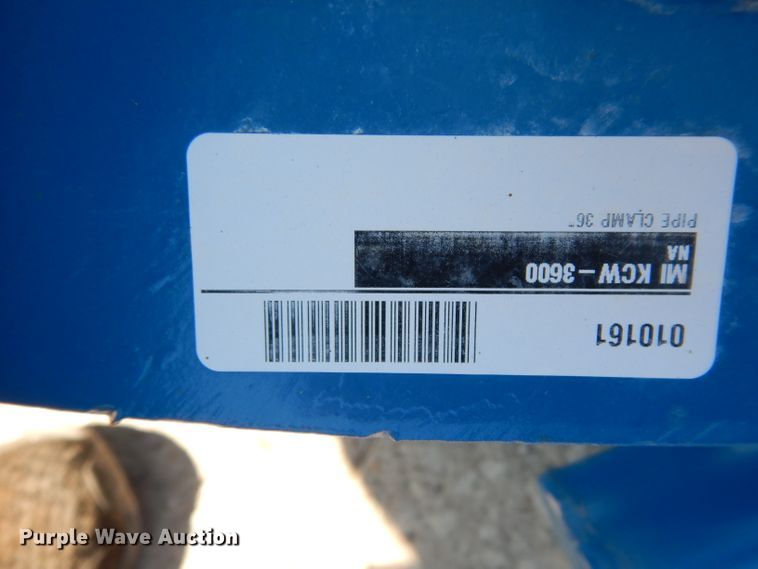 010161
MI KCW-3600
NA
PIPE CLAMP 36"
Purple Wave Auction